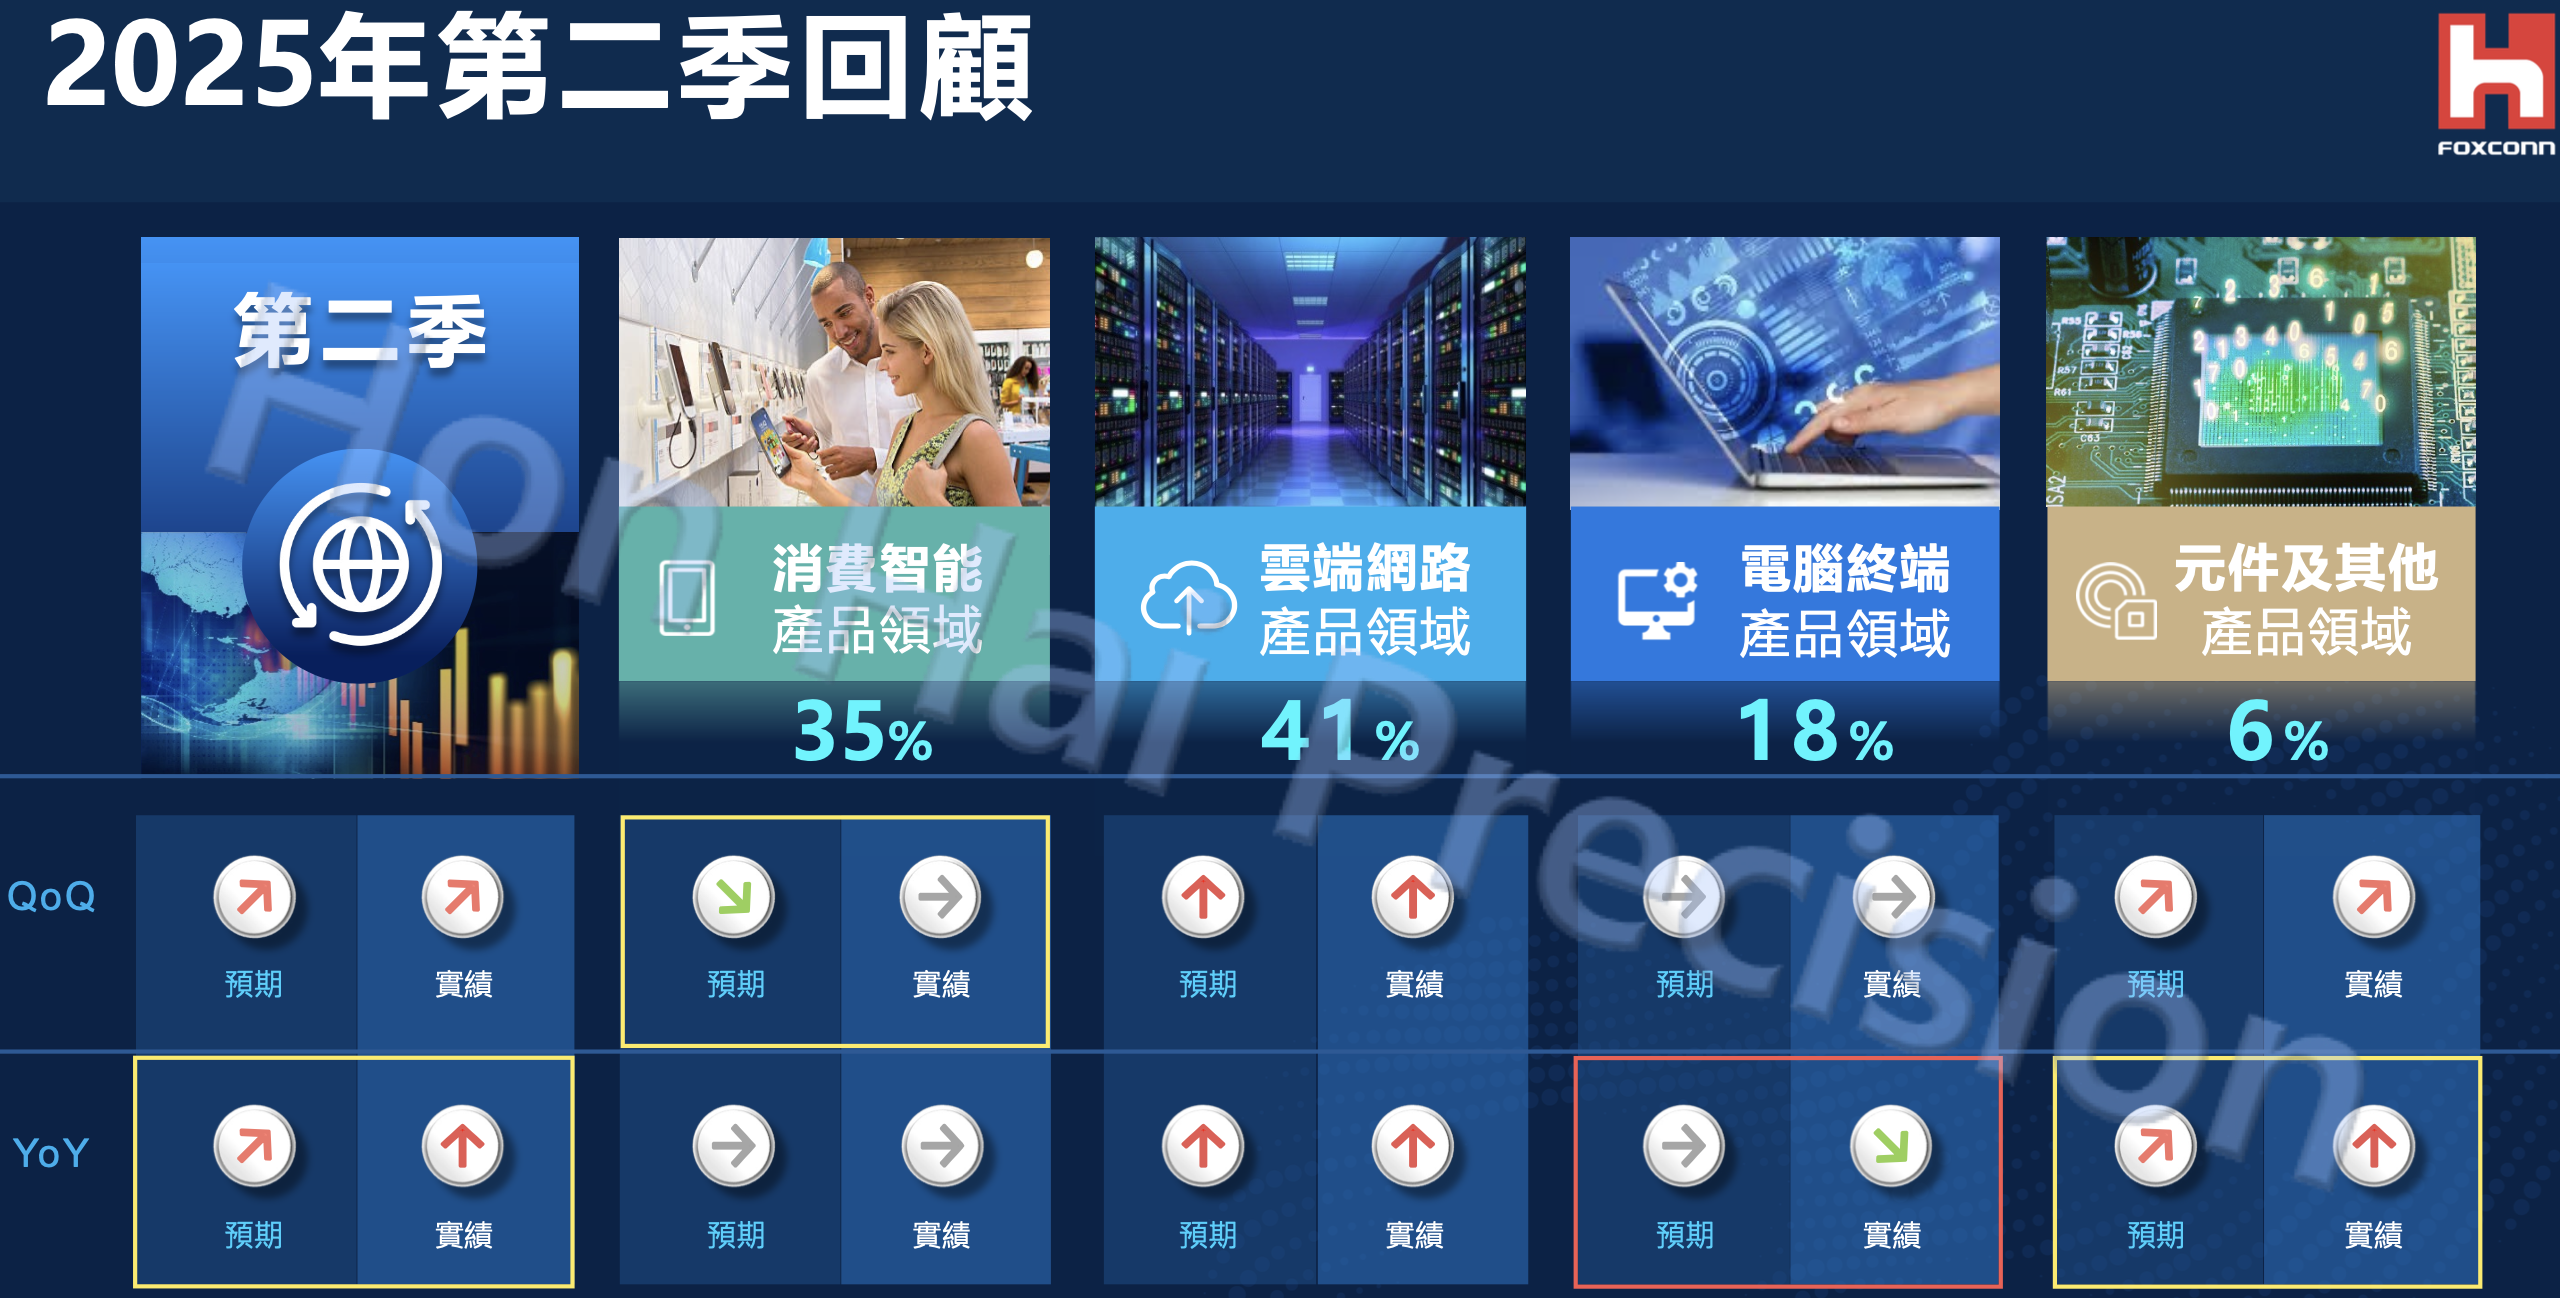 2025年第二季回顧
FOXCONN
第二季
消費智能
產品領域
35%
雲端網路
產品領域
41%
電腦終端
產品領域
18%
元件及其他
產品領域
6%
QoQ
預期 實績 預期 實績 預期 實績 預期 實績 預期 實績
YoY
預期 實績 預期 實績 預期 實績 預期 實績 預期 實績
Hon Hai Precision